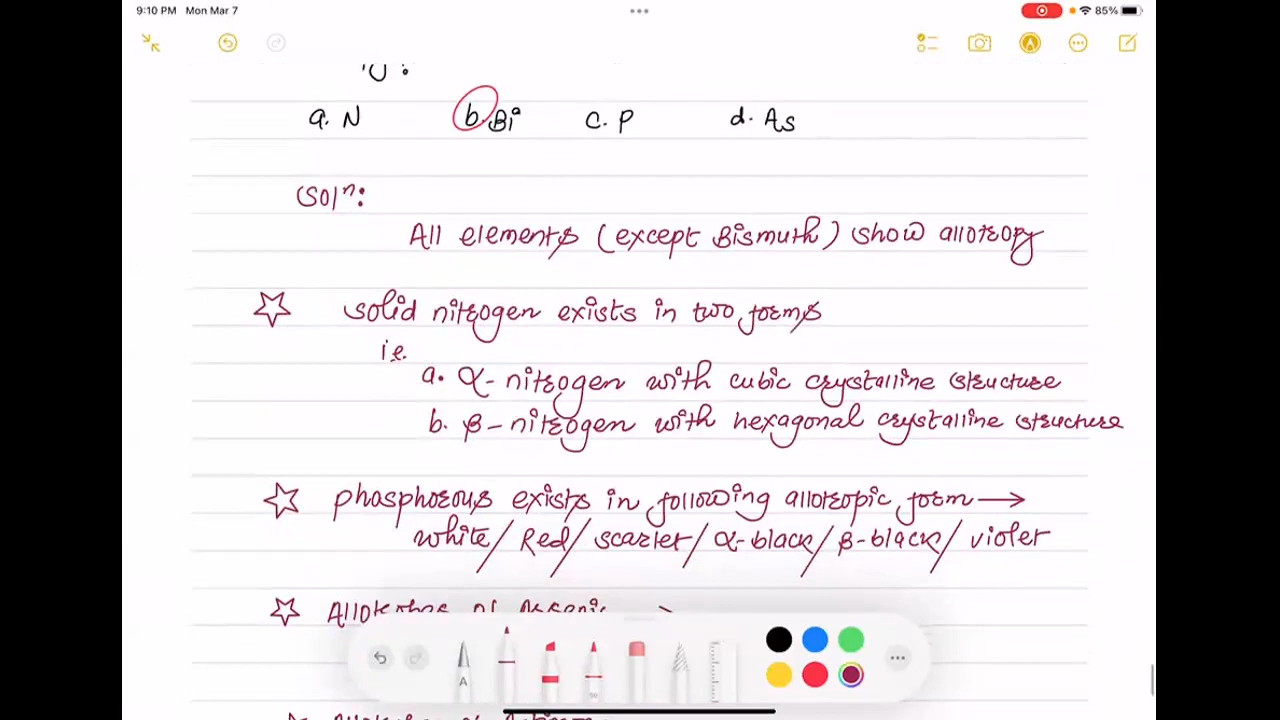 9:10 PM Mon Mar 7
85%
a. N b. Bi c. P d. As
Solⁿ:
All elements (except Bismuth) show allotropy
solid nitrogen exists in two forms
i.e.
a. α- nitrogen with cubic crystalline structure
b. β- nitrogen with hexagonal crystalline structure
phosphorous exists in following allotropic form →
white/ Red/ scarlet/ α-black/ β-black/ violet
A
50